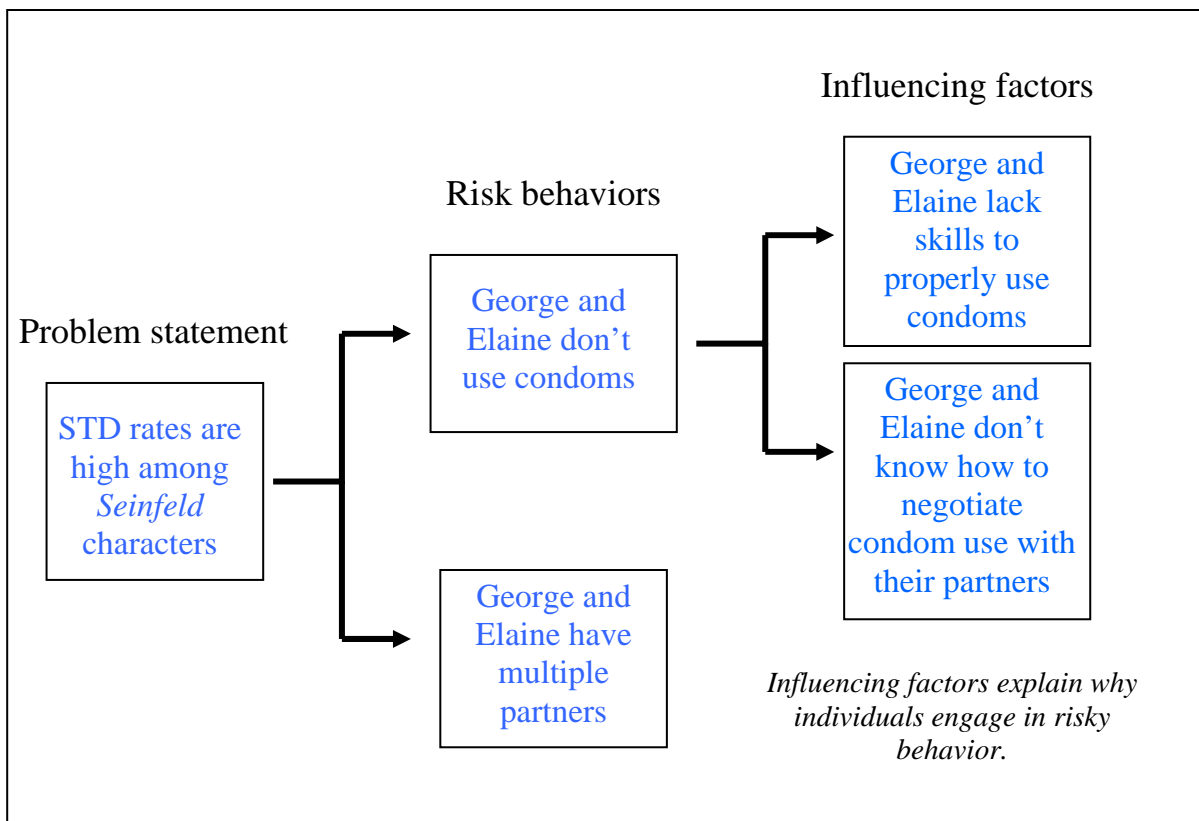 Problem statement
STD rates are
high among
Seinfeld
characters
Risk behaviors
George and
Elaine don’t
use condoms
George and
Elaine have
multiple
partners
Influencing factors
George and
Elaine lack
skills to
properly use
condoms
George and
Elaine don’t
know how to
negotiate
condom use with
their partners
Influencing factors explain why
individuals engage in risky
behavior.